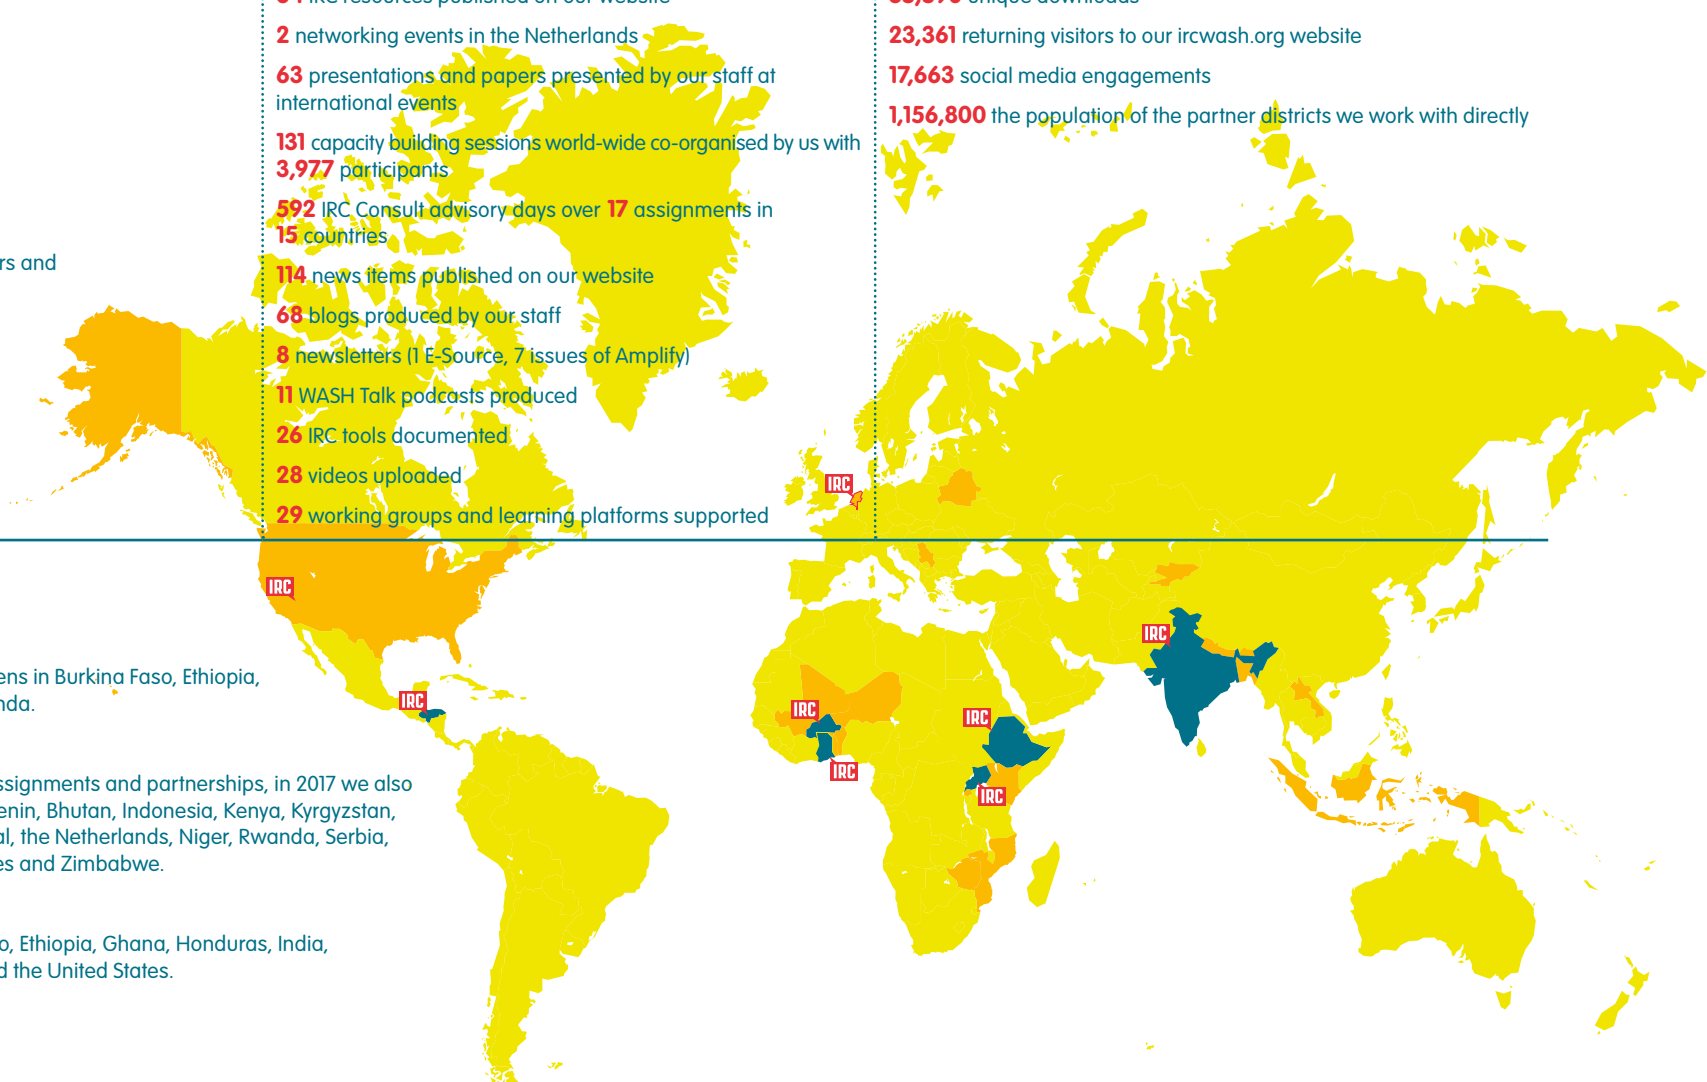 IRC resources published on our website
2 networking events in the Netherlands
63 presentations and papers presented by our staff at
international events
131 capacity building sessions world-wide co-organised by us with
3,977 participants
592 IRC Consult advisory days over 17 assignments in
15 countries
114 news items published on our website
68 blogs produced by our staff
8 newsletters (1 E-Source, 7 issues of Amplify)
11 WASH Talk podcasts produced
26 IRC tools documented
28 videos uploaded
29 working groups and learning platforms supported
unique downloads
23,361 returning visitors to our ircwash.org website
17,663 social media engagements
1,156,800 the population of the partner districts we work with directly
rs and
ens in Burkina Faso, Ethiopia,
nda.
ssignments and partnerships, in 2017 we also
enin, Bhutan, Indonesia, Kenya, Kyrgyzstan,
al, the Netherlands, Niger, Rwanda, Serbia,
es and Zimbabwe.
o, Ethiopia, Ghana, Honduras, India,
d the United States.
IRC
IRC
IRC
IRC
IRC
IRC
IRC
IRC